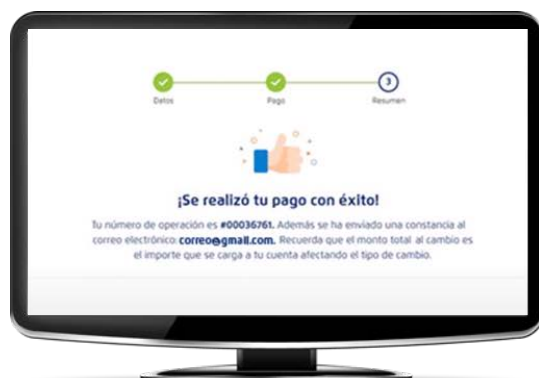 3
Datos Pago Resumen
¡Se realizó tu pago con éxito!
Tu número de operación es #00036761. Además se ha enviado una constancia al
correo electrónico correo@gmail.com. Recuerda que el monto total al cambio es
el importe que se carga a tu cuenta afectando el tipo de cambio.